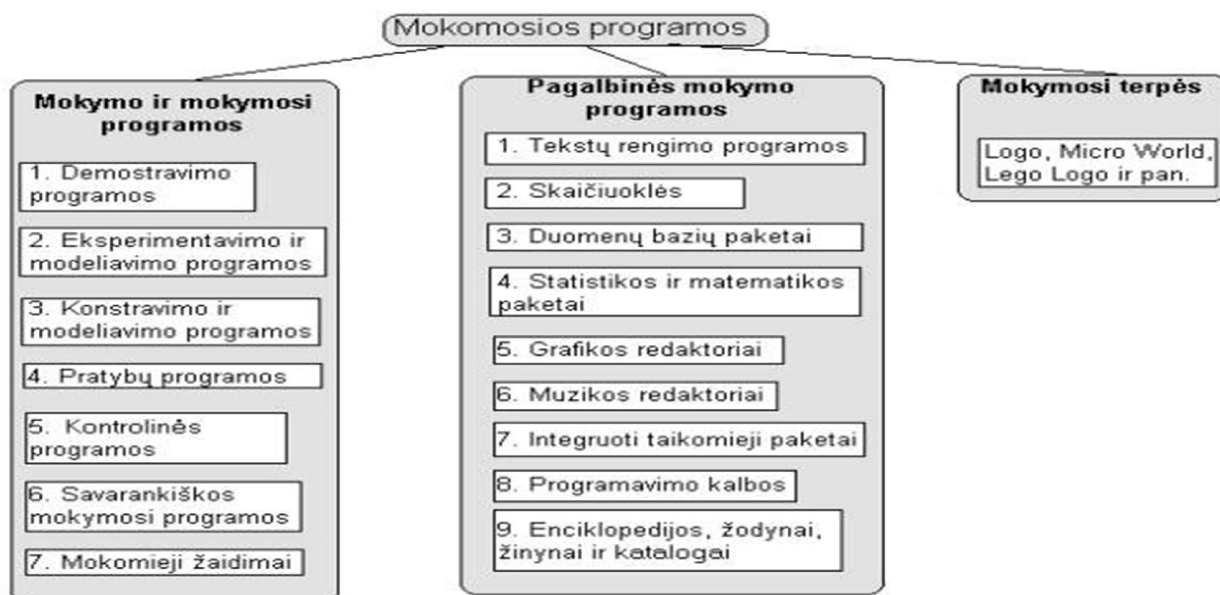 Mokomosios programos
Mokymo ir mokymosi
programos
1. Demostravimo
programos
2. Eksperimentavimo ir
modeliavimo programos
3. Konstravimo ir
modeliavimo programos
4. Pratybų programos
5. Kontrolinės
programos
6. Savarankiškos
mokymosi programos
7. Mokomieji žaidimai
Pagalbinės mokymo
programos
1. Tekstų rengimo programos
2. Skaičiuoklės
3. Duomenų bazių paketai
4. Statistikos ir matematikos
paketai
5. Grafikos redaktoriai
6. Muzikos redaktoriai
7. Integruoti taikomieji paketai
8. Programavimo kalbos
9. Enciklopedijos, žodynai,
žinynai ir katalogai
Mokymosi terpės
Logo, Micro World,
Lego Logo ir pan.